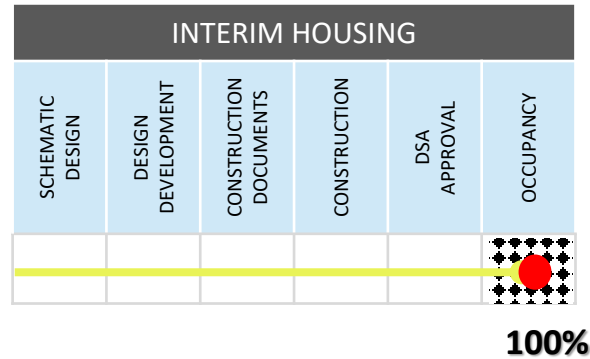 INTERIM HOUSING
SCHEMATIC
DESIGN
DESIGN
DEVELOPMENT
CONSTRUCTION
DOCUMENTS
CONSTRUCTION
DSA
APPROVAL
OCCUPANCY
100%